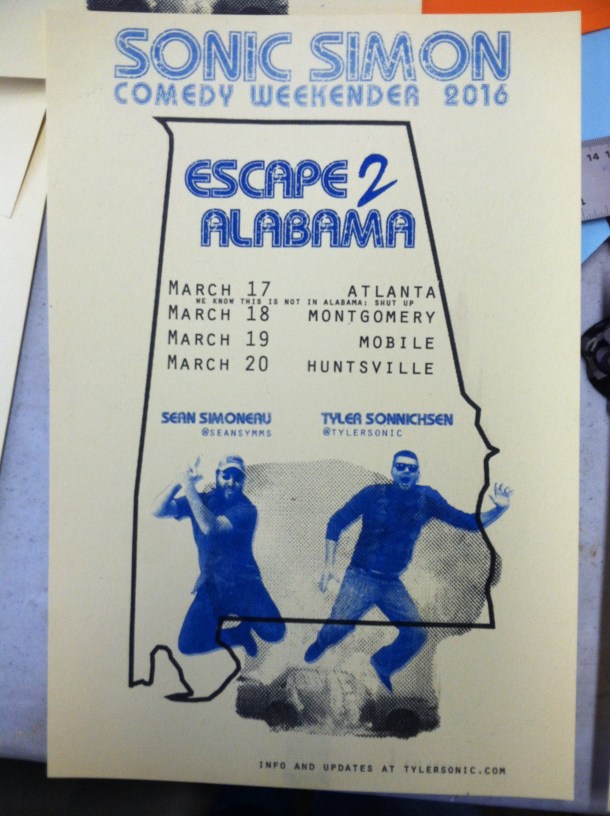 SONIC SIMON
COMEDY WEEKENDER 2016
ESCAPE 2
ALABAMA
MARCH 17 ATLANTA
WE KNOW THIS IS NOT IN ALABAMA; SHUT UP
MARCH 18 MONTGOMERY
MARCH 19 MOBILE
MARCH 20 HUNTSVILLE
SEAN SIMONEAU TYLER SONNICHSEN
@SEANSYMMS @TYLERSONIC
INFO AND UPDATES AT TYLERSONIC.COM
14